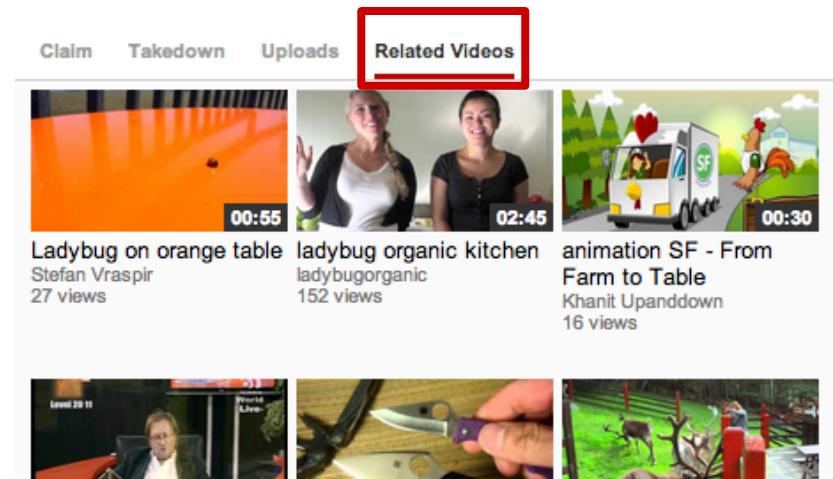 Claim Takedown Uploads Related Videos
SF
00:55 02:45 00:30
Ladybug on orange table ladybug organic kitchen animation SF - From
Farm to Table
Stefan Vraspir ladybugorganic
27 views 152 views
Khanit Upanddown
16 views
Level 20 11
World
iLive-